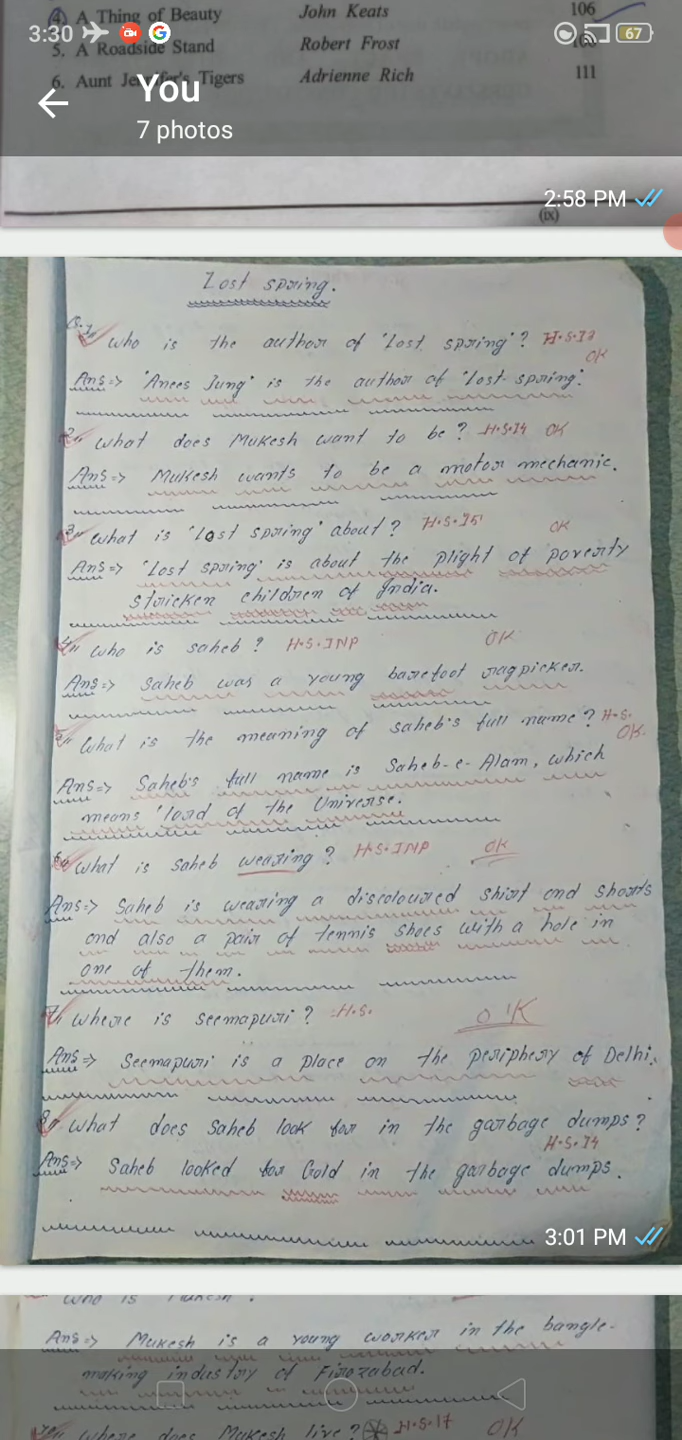 4. A Thing of Beauty John Keats 106
3:30 G 67
5. A Roadside Stand Robert Frost
6. Aunt Jennifer's Tigers Adrienne Rich 111
You
7 photos
2:58 PM
(ix)
Lost spring.
Q.1 who is the author of 'Lost spring'? H.S.13
OK
Ans=> 'Anees Jung' is the author of 'Lost-spring'.
2 what does Mukesh want to be? H.S.14 OK
Ans=> Mukesh wants to be a motor mechanic.
3 what is 'Lost spring' about? H.S.15 OK
Ans=> 'Lost spring' is about the plight of poverty
stricken children of India.
4 who is saheb? H.S.INP OK
Ans=> Saheb was a young barefoot ragpicker.
5 What is the meaning of saheb's full name? H.S.
OK
Ans=> Saheb's full name is Saheb-e-Alam, which
means 'lord of the Universe.
6 what is saheb wearing? H.S.INP OK
Ans=> Saheb is wearing a discoloured shirt and shorts
and also a pair of tennis shoes with a hole in
one of them.
7 where is seemapuri? H.S. O'K
Ans=> Seemapuri is a place on the periphery of Delhi.
8 what does Saheb look for in the garbage dumps?
H.S.14
Ans=> Saheb looked for Gold in the garbage dumps.
3:01 PM
who is Mukesh?
Ans=> Mukesh is a young worker in the bangle-
making industry of Firozabad.
where does Mukesh live? H.S.17 OK